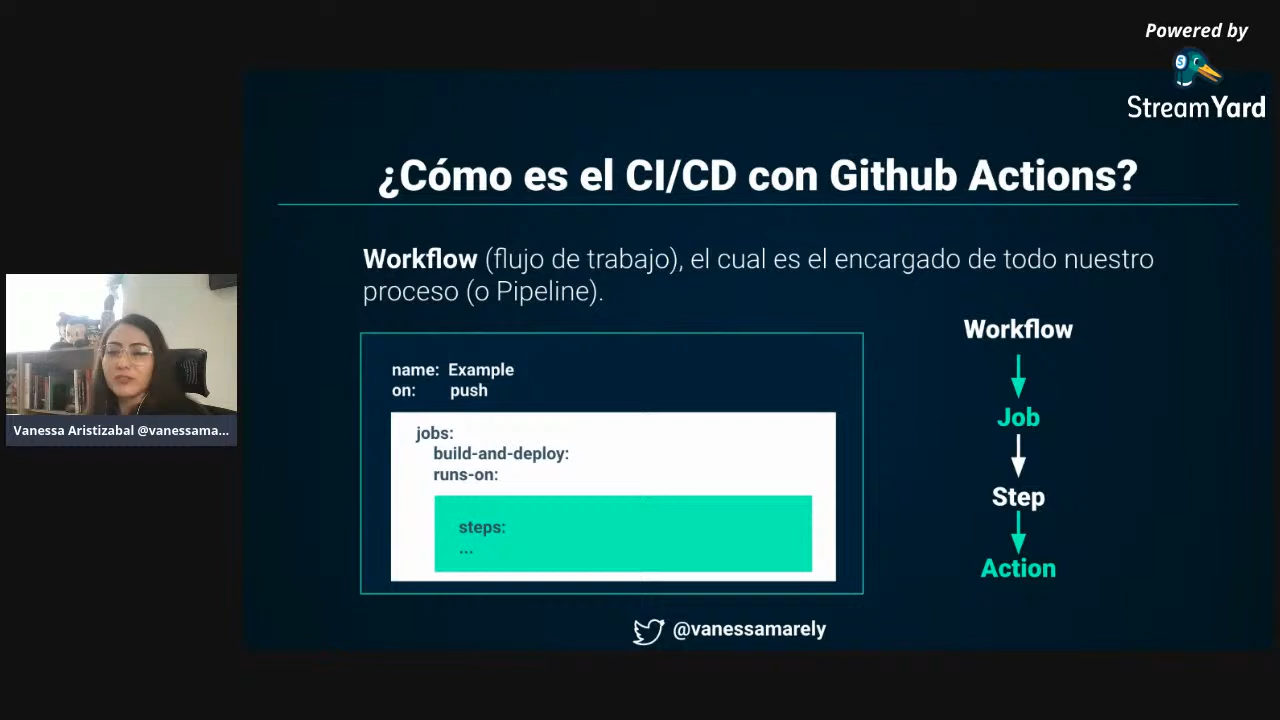 Powered by
StreamYard
¿Cómo es el CI/CD con Github Actions?
Workflow (flujo de trabajo), el cual es el encargado de todo nuestro
proceso (o Pipeline).
name: Example
on: push
jobs:
build-and-deploy:
runs-on:
steps:
...
Workflow
Job
Step
Action
Vanessa Aristizabal @vanessama...
@vanessamarely